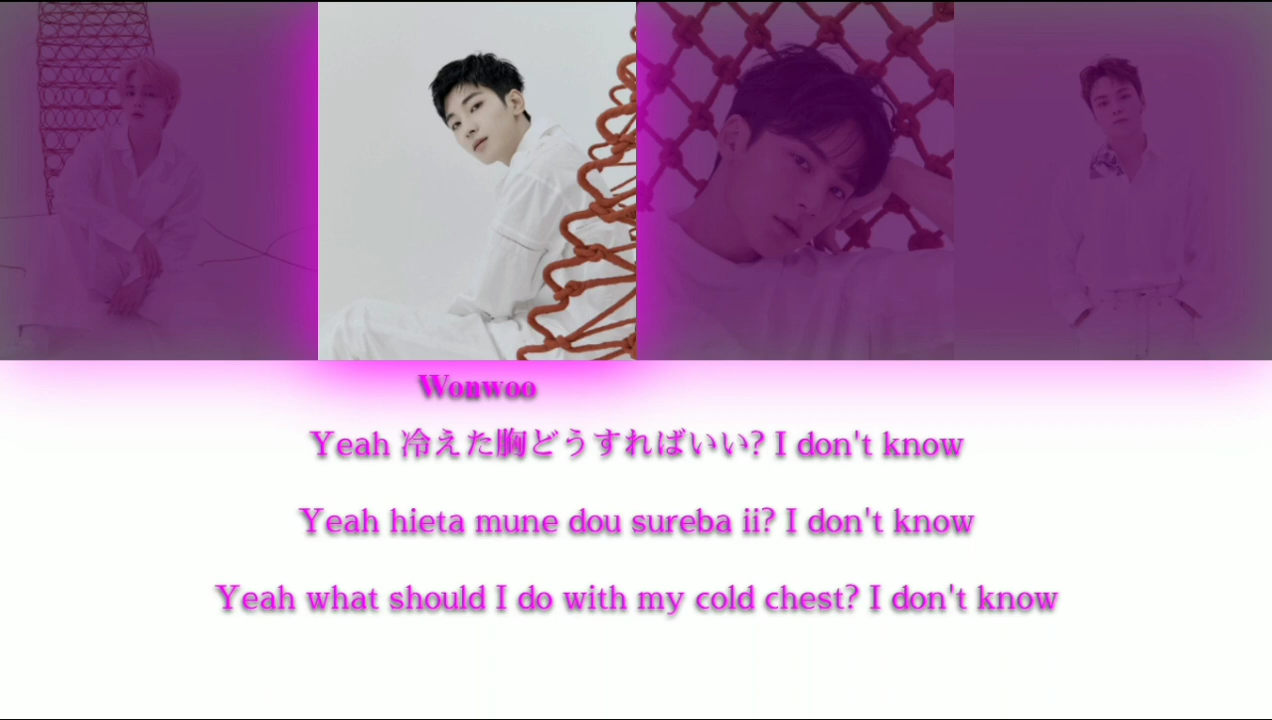 Wonwoo
Yeah 冷えた胸どうすればいい? I don't know
Yeah hieta mune dou sureba ii? I don't know
Yeah what should I do with my cold chest? I don't know